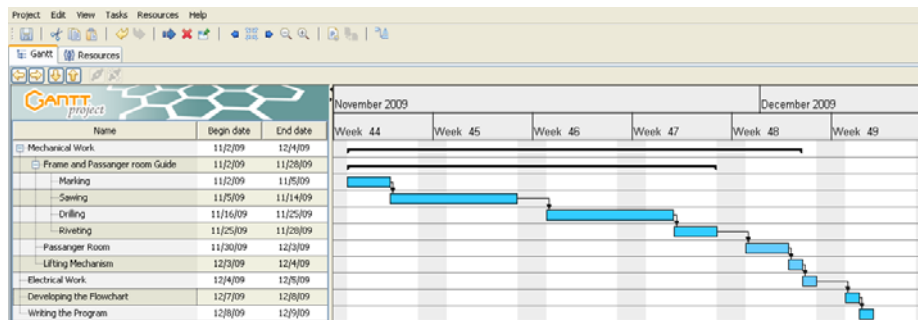 Project Edit View Tasks Resources Help
Gantt Resources
GANTT project
November 2009 December 2009
Name Begin date End date Week 44 Week 45 Week 46 Week 47 Week 48 Week 49
Mechanical Work 11/2/09 12/4/09
Frame and Passanger room Guide 11/2/09 11/28/09
Marking 11/2/09 11/5/09
Sawing 11/5/09 11/14/09
Drilling 11/16/09 11/25/09
Riveting 11/25/09 11/28/09
Passanger Room 11/30/09 12/3/09
Lifting Mechanism 12/3/09 12/4/09
Electrical Work 12/4/09 12/5/09
Developing the Flowchart 12/7/09 12/8/09
Writing the Program 12/8/09 12/9/09